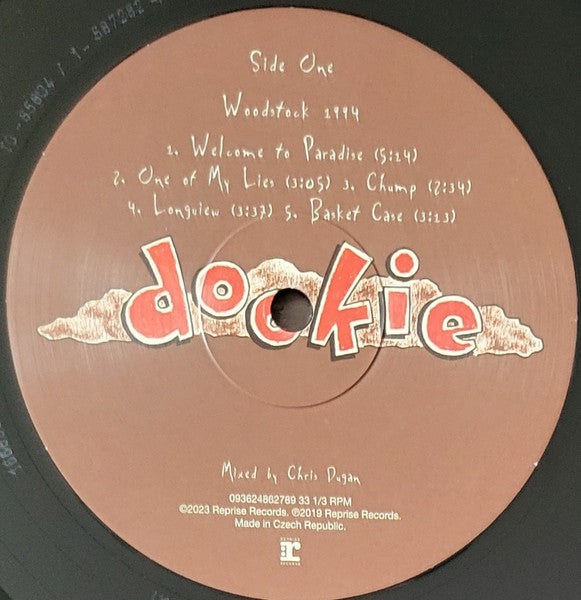 Side One
Woodstock 1994
1. Welcome to Paradise (5:14)
2. One of My Lies (3:05) 3. Chump (2:34)
4. Longview (3:37) 5. Basket Case (3:13)
dookie
Mixed by Chris Dugan
093624862789 33 1/3 RPM
©2023 Reprise Records. ℗2019 Reprise Records.
Made in Czech Republic.
REPRISE
r
RECORDS